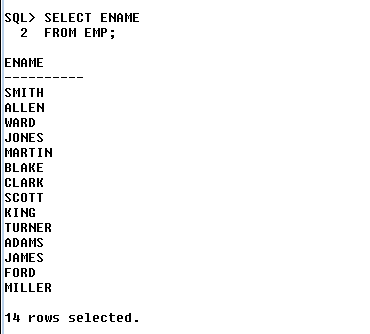 SQL> SELECT ENAME
  2  FROM EMP;

ENAME
----------
SMITH
ALLEN
WARD
JONES
MARTIN
BLAKE
CLARK
SCOTT
KING
TURNER
ADAMS
JAMES
FORD
MILLER

14 rows selected.